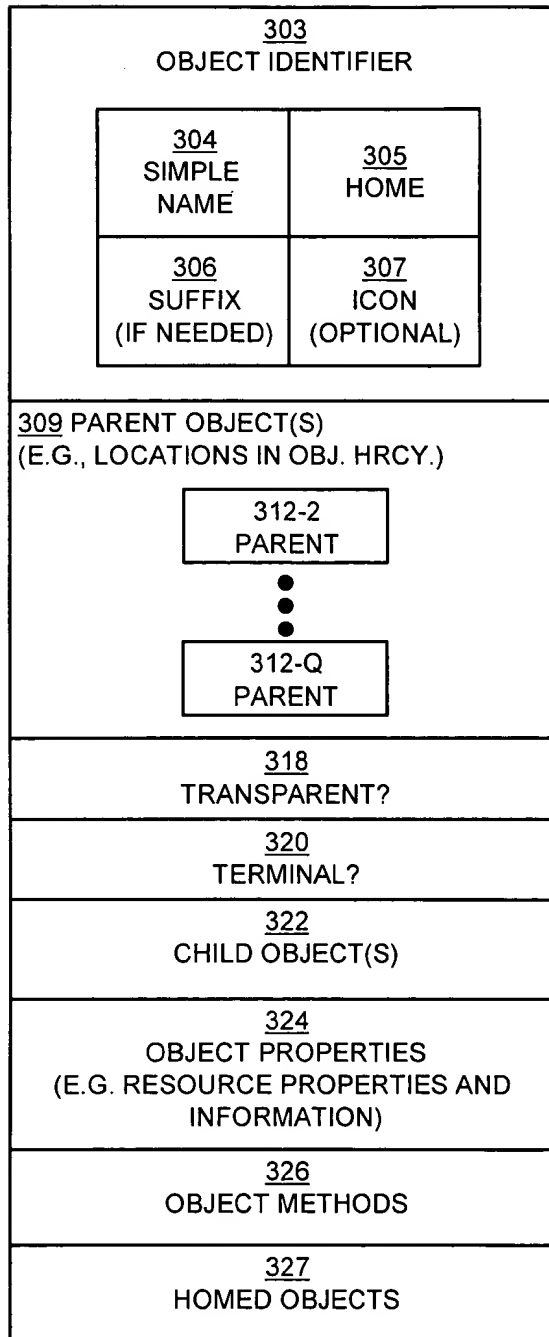 303
OBJECT IDENTIFIER
304
SIMPLE
NAME
305
HOME
306
SUFFIX
(IF NEEDED)
307
ICON
(OPTIONAL)
309 PARENT OBJECT(S)
(E.G., LOCATIONS IN OBJ. HRCY.)
312-2
PARENT
312-Q
PARENT
318
TRANSPARENT?
320
TERMINAL?
322
CHILD OBJECT(S)
324
OBJECT PROPERTIES
(E.G. RESOURCE PROPERTIES AND
INFORMATION)
326
OBJECT METHODS
327
HOMED OBJECTS